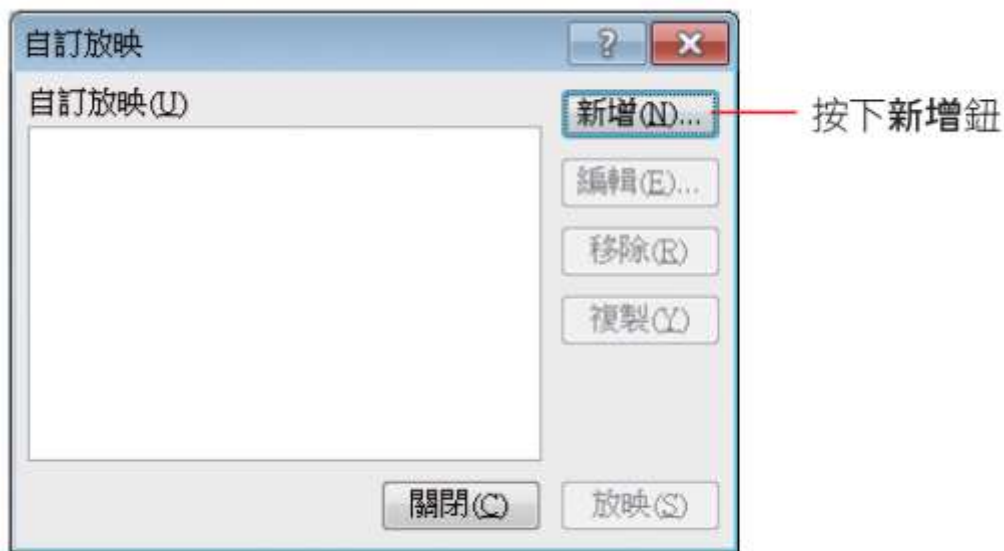 自訂放映
自訂放映(U)
新增(N)...
按下新增鈕
編輯(E)...
移除(R)
複製(Y)
關閉(C)
放映(S)